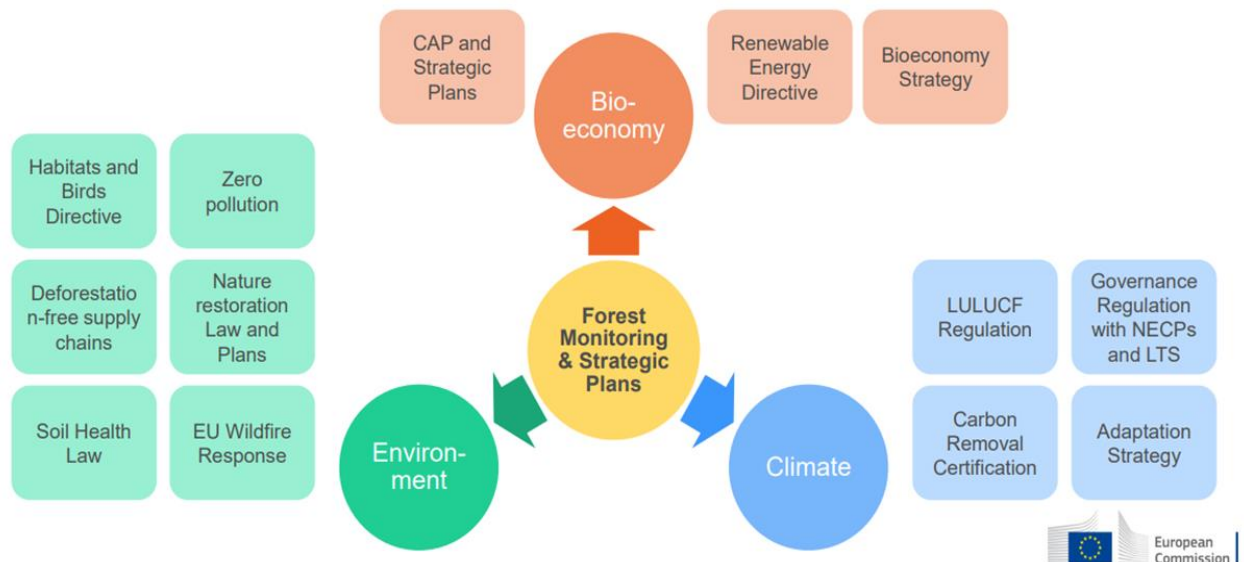 CAP and
Strategic
Plans
Bio-
economy
Renewable
Energy
Directive
Bioeconomy
Strategy
Habitats and
Birds
Directive
Zero
pollution
Deforestatio
n-free supply
chains
Nature
restoration
Law and
Plans
Soil Health
Law
EU Wildfire
Response
Forest
Monitoring
& Strategic
Plans
Environ-
ment
Climate
LULUCF
Regulation
Governance
Regulation
with NECPs
and LTS
Carbon
Removal
Certification
Adaptation
Strategy
European
Commission